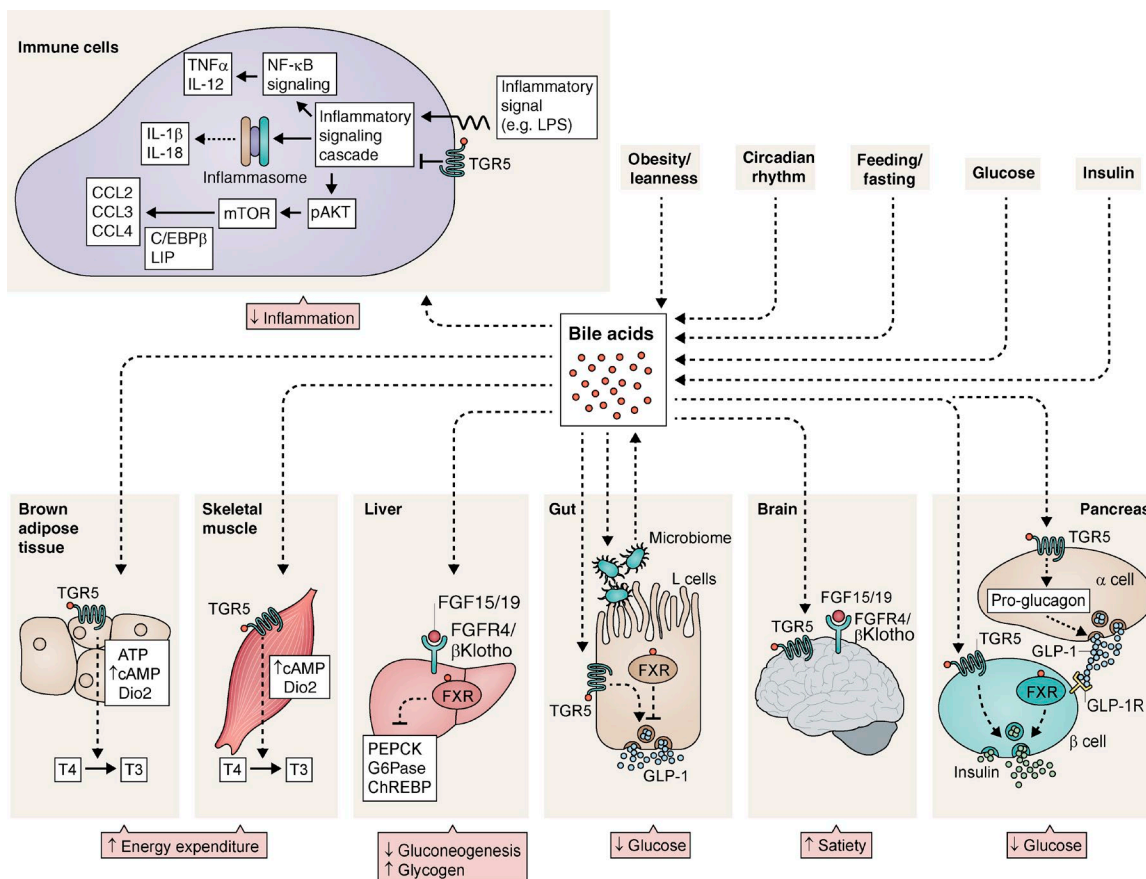 Immune cells
TNFα
IL-12
NF-κB
signaling
Inflammatory
signal
(e.g. LPS)
IL-1β
IL-18
Inflammasome
Inflammatory
signaling
cascade
TGR5
CCL2
CCL3
CCL4
mTOR
pAKT
C/EBPβ
LIP
↓ Inflammation
Obesity/
leanness
Circadian
rhythm
Feeding/
fasting
Glucose
Insulin
Bile acids
Brown
adipose
tissue
TGR5
ATP
↑cAMP
Dio2
T4
T3
Skeletal
muscle
TGR5
↑cAMP
Dio2
T4
T3
↑ Energy expenditure
Liver
FGF15/19
FGFR4/
βKlotho
FXR
PEPCK
G6Pase
ChREBP
↓ Gluconeogenesis
↑ Glycogen
Gut
Microbiome
L cells
FXR
TGR5
GLP-1
↓ Glucose
Brain
FGF15/19
TGR5
FGFR4/
βKlotho
↑ Satiety
Pancreas
TGR5
α cell
Pro-glucagon
TGR5
GLP-1
FXR
GLP-1R
β cell
Insulin
↓ Glucose